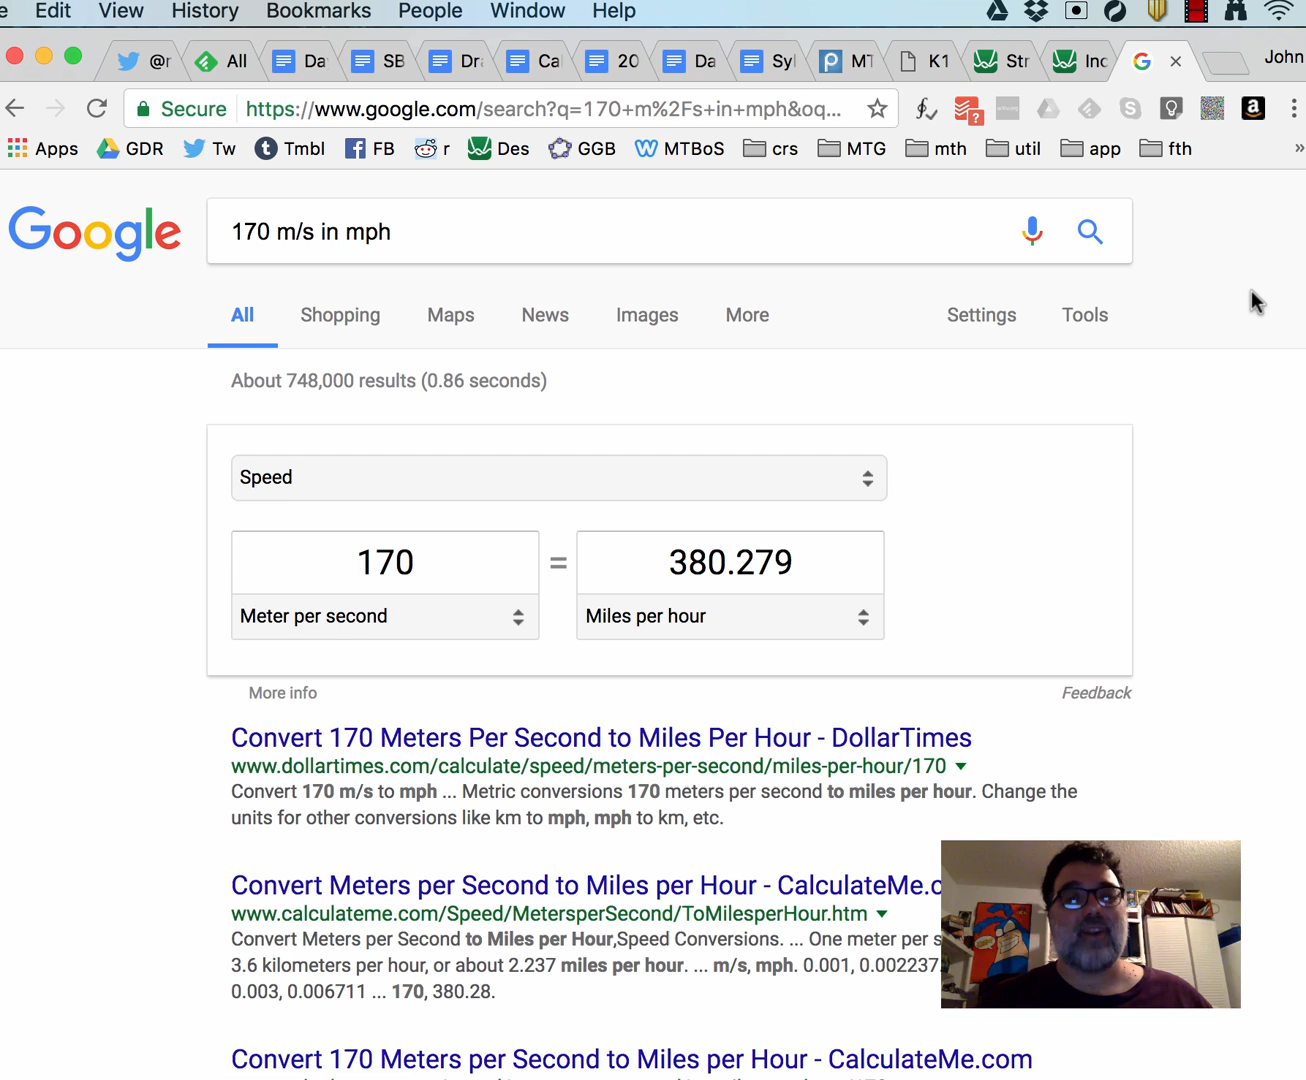 e Edit View History Bookmarks People Window Help
@r All Da SB Dra Ca 20 Da Syl MT K1 Str Inc John
Secure https://www.google.com/search?q=170+m%2Fs+in+mph&oq...
Apps GDR Tw Tmbl FB r Des GGB MTBoS crs MTG mth util app fth »
Google 170 m/s in mph
All Shopping Maps News Images More Settings Tools
About 748,000 results (0.86 seconds)
Speed
170 = 380.279
Meter per second Miles per hour
More info Feedback
Convert 170 Meters Per Second to Miles Per Hour - DollarTimes
www.dollartimes.com/calculate/speed/meters-per-second/miles-per-hour/170
Convert 170 m/s to mph ... Metric conversions 170 meters per second to miles per hour. Change the
units for other conversions like km to mph, mph to km, etc.
Convert Meters per Second to Miles per Hour - CalculateMe.c
www.calculateme.com/Speed/MetersperSecond/ToMilesperHour.htm
Convert Meters per Second to Miles per Hour,Speed Conversions. ... One meter per s
3.6 kilometers per hour, or about 2.237 miles per hour. ... m/s, mph. 0.001, 0.002237.
0.003, 0.006711 ... 170, 380.28.
Convert 170 Meters per Second to Miles per Hour - CalculateMe.com